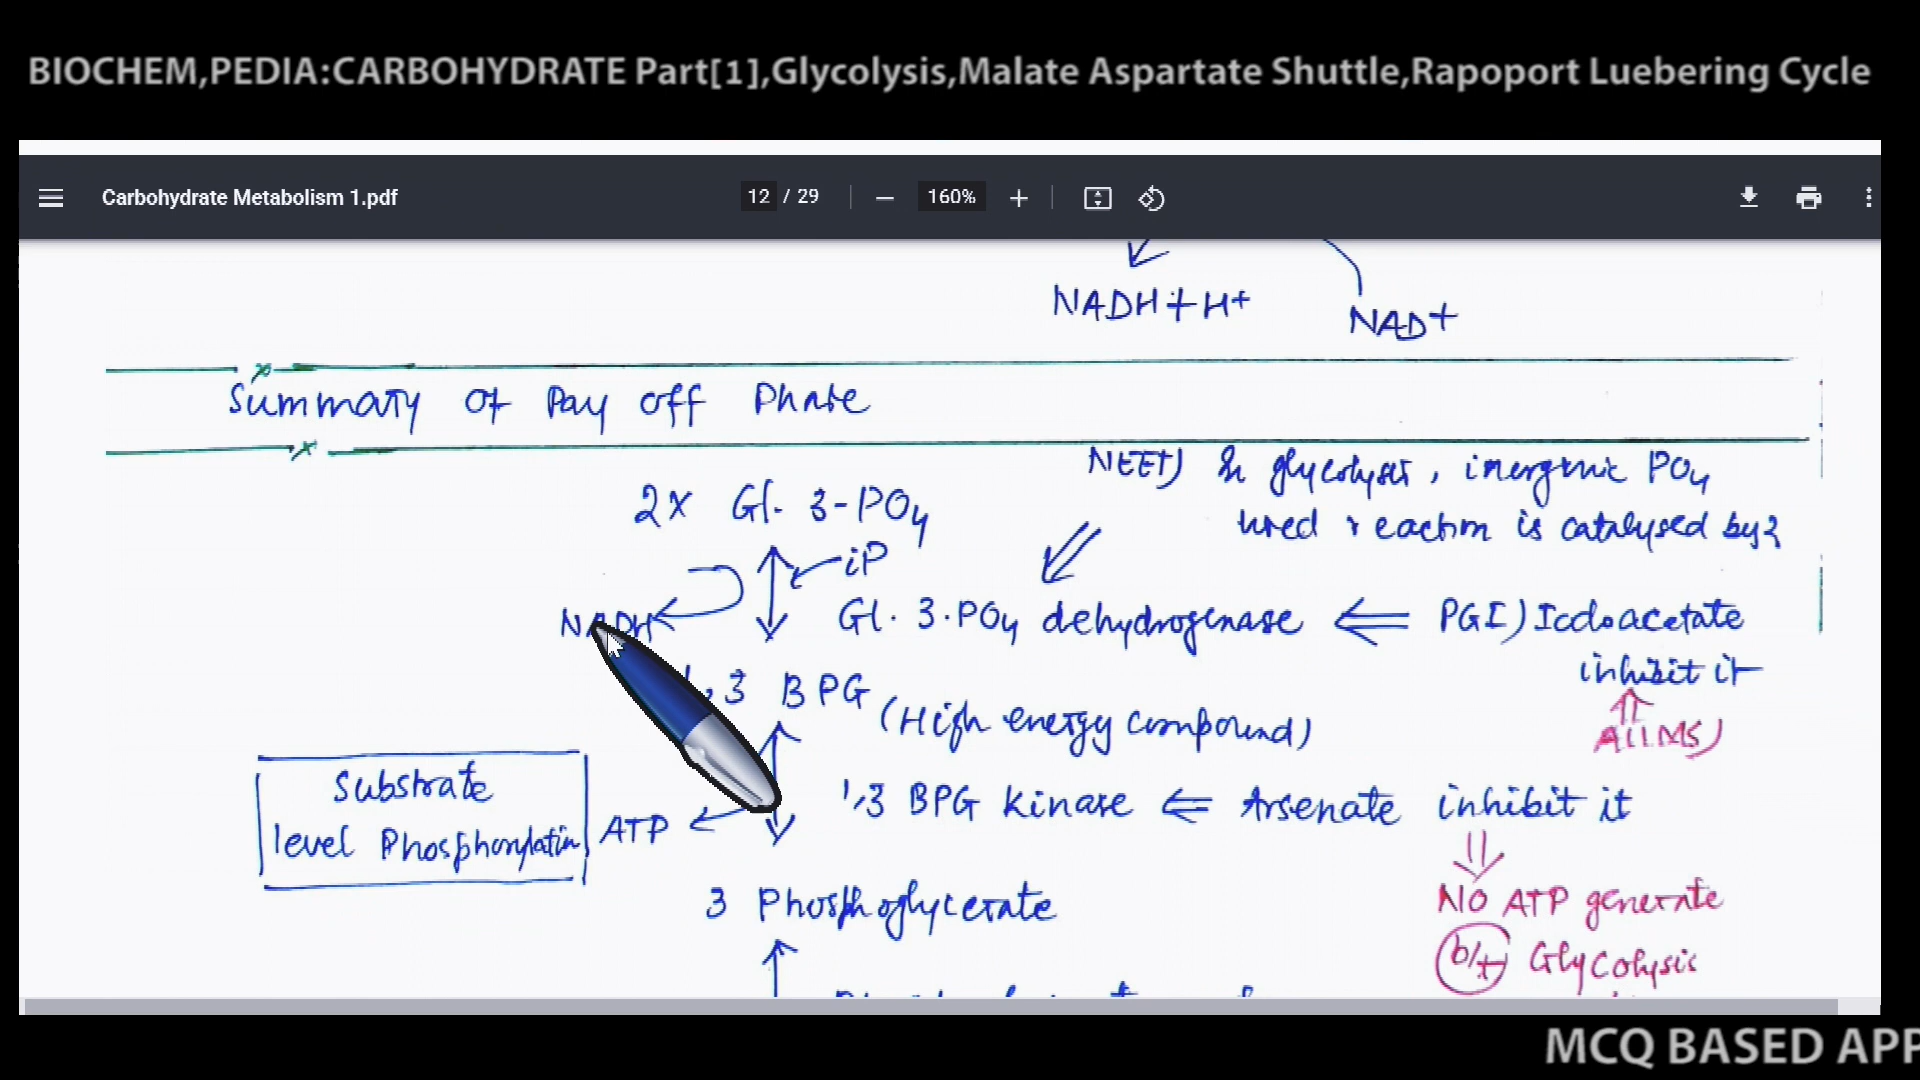 BIOCHEM,PEDIA:CARBOHYDRATE Part[1],Glycolysis,Malate Aspartate Shuttle,Rapoport Luebering Cycle
Carbohydrate Metabolism 1.pdf 12 / 29 160%
NADH + H+
NAD+
Summary of Pay off Phase
NEET) In glycolysis, inorganic PO4
used & reaction is catalysed by?
2x Gl. 3-PO4
iP
NADH
Gl. 3.PO4 dehydrogenase ⇐ PGI) Iodoacetate
inhibit it
AIIMS)
1,3 BPG (High energy compound)
1,3 BPG kinase ⇐ Arsenate inhibit it
Substrate
level Phosphorylation
ATP
NO ATP generate
b/t Glycolysis
3 Phosphoglycerate
MCQ BASED APP